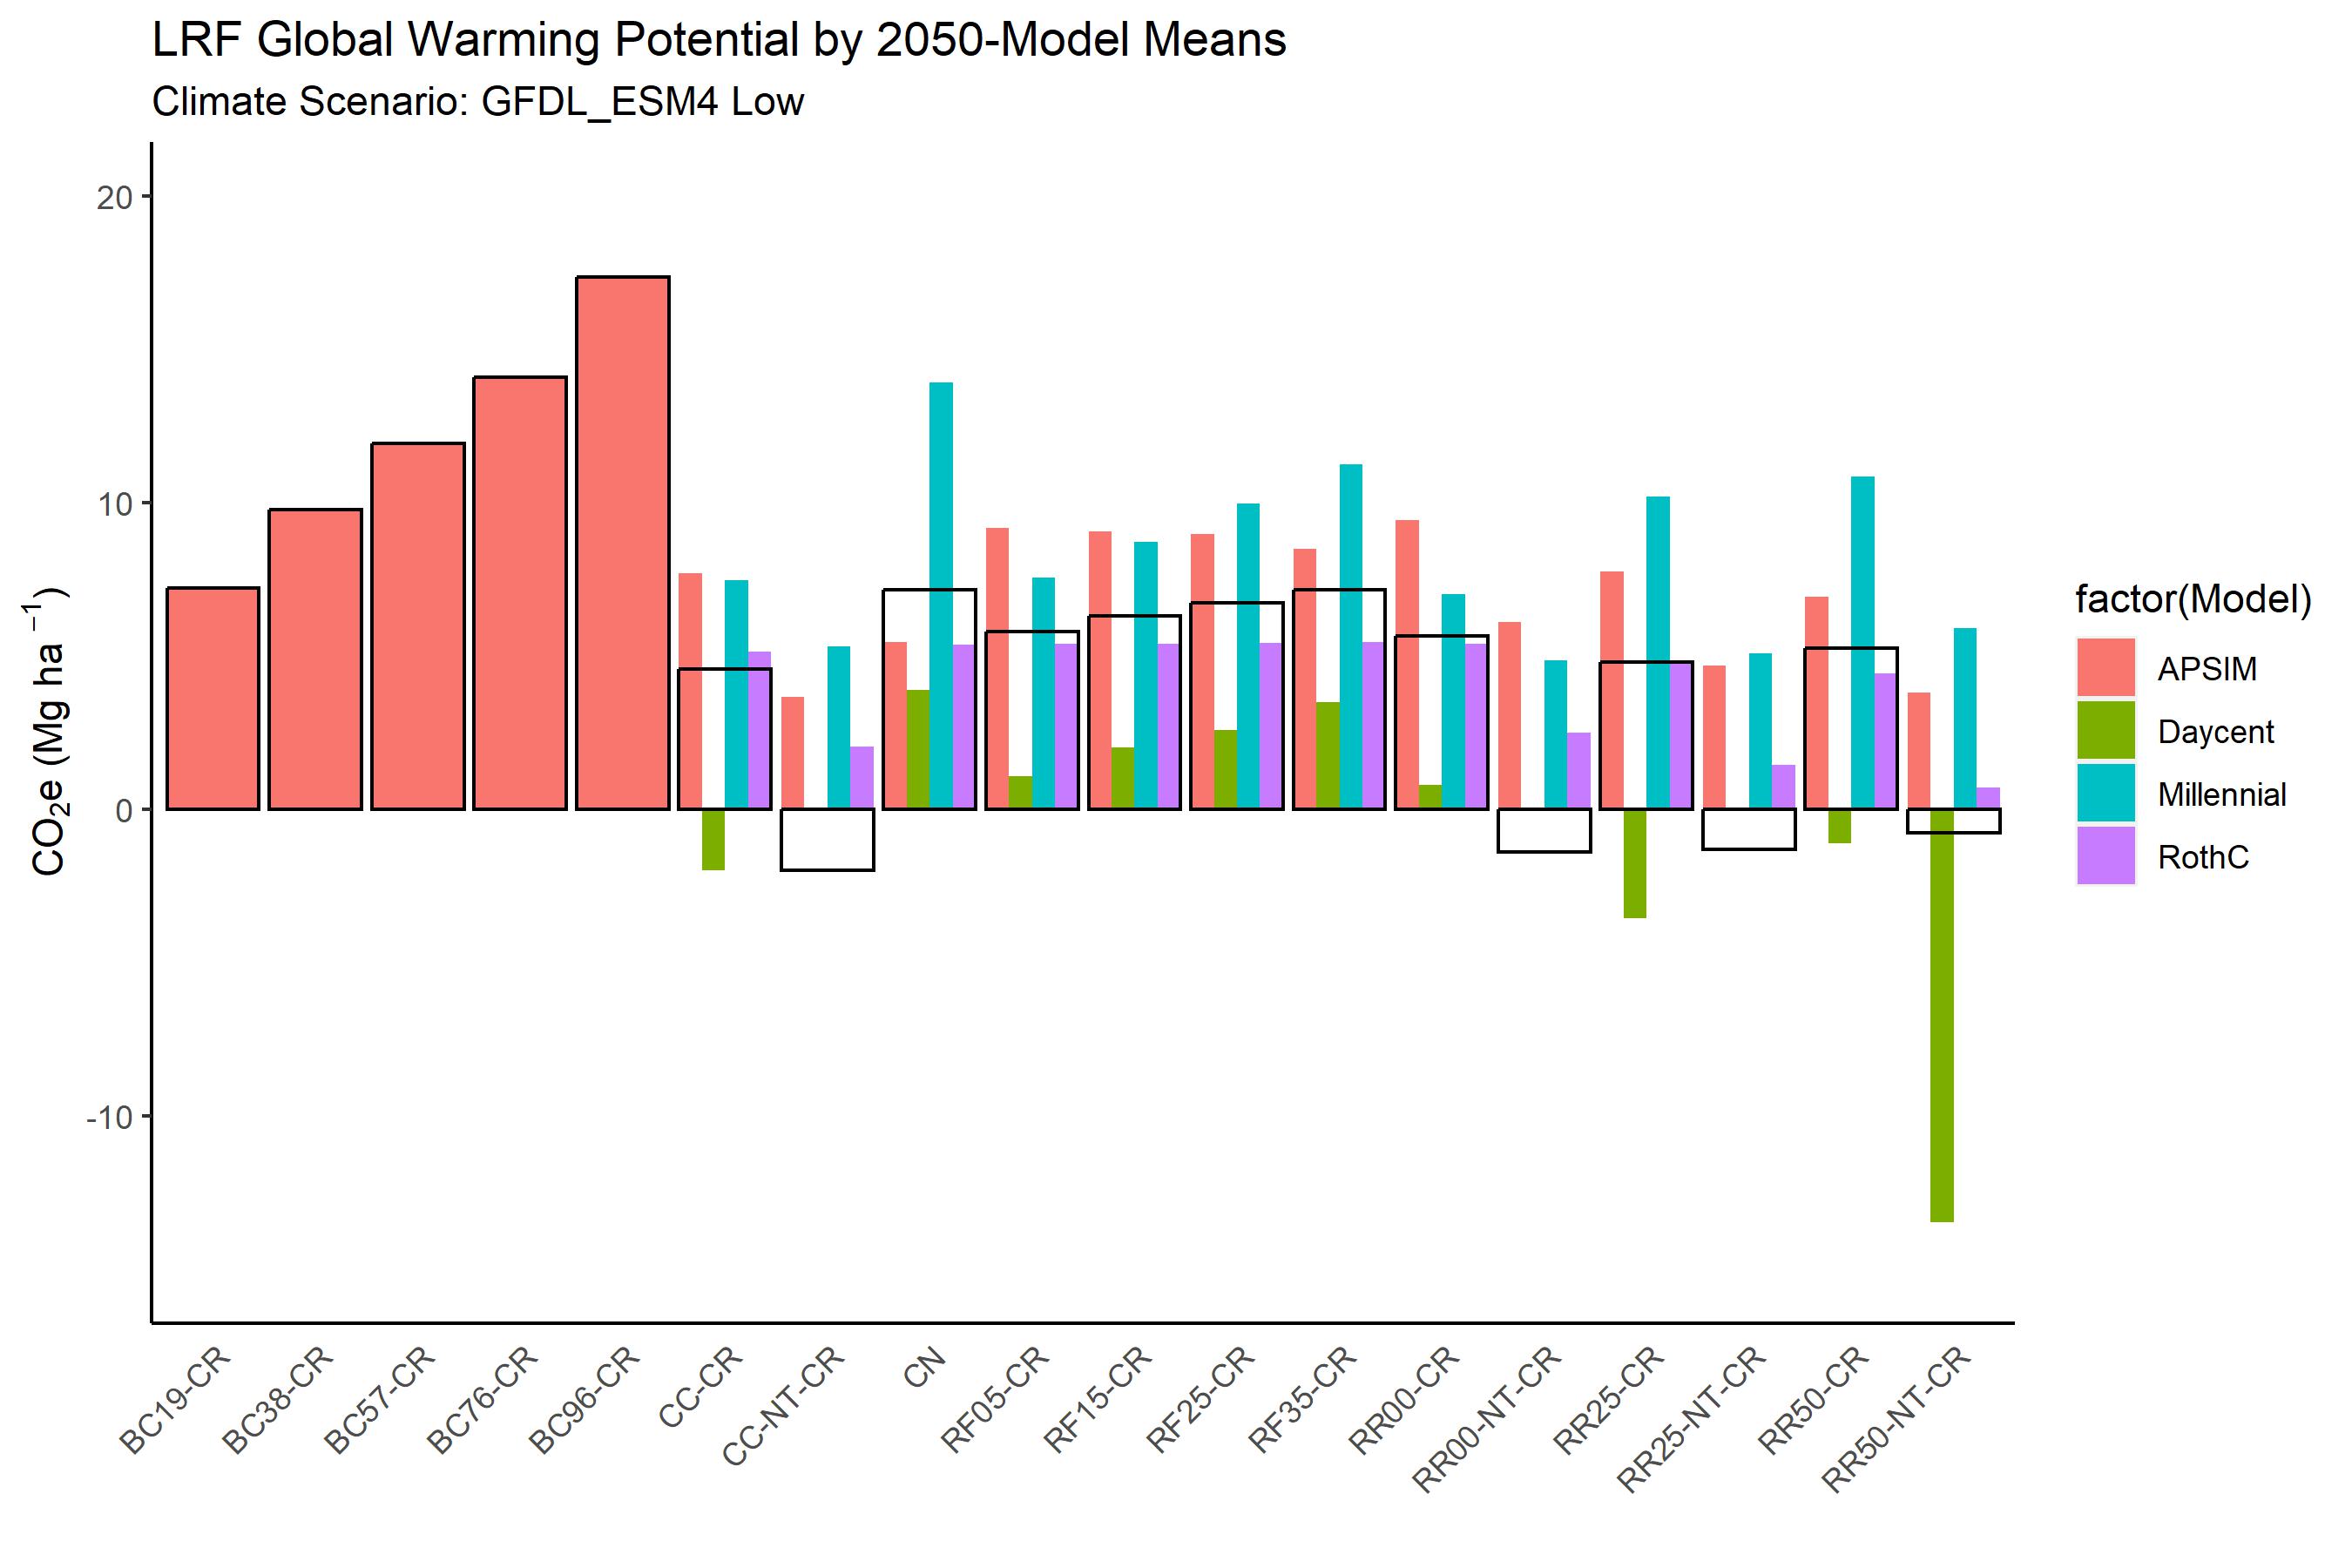 LRF Global Warming Potential by 2050-Model Means
Climate Scenario: GFDL_ESM4 Low
CO₂e (Mg ha ⁻¹)
20
10
0
-10
BC19-CR
BC38-CR
BC57-CR
BC76-CR
BC96-CR
CC-CR
CC-NT-CR
CN
RF05-CR
RF15-CR
RF25-CR
RF35-CR
RR00-CR
RR00-NT-CR
RR25-CR
RR25-NT-CR
RR50-CR
RR50-NT-CR
factor(Model)
APSIM
Daycent
Millennial
RothC